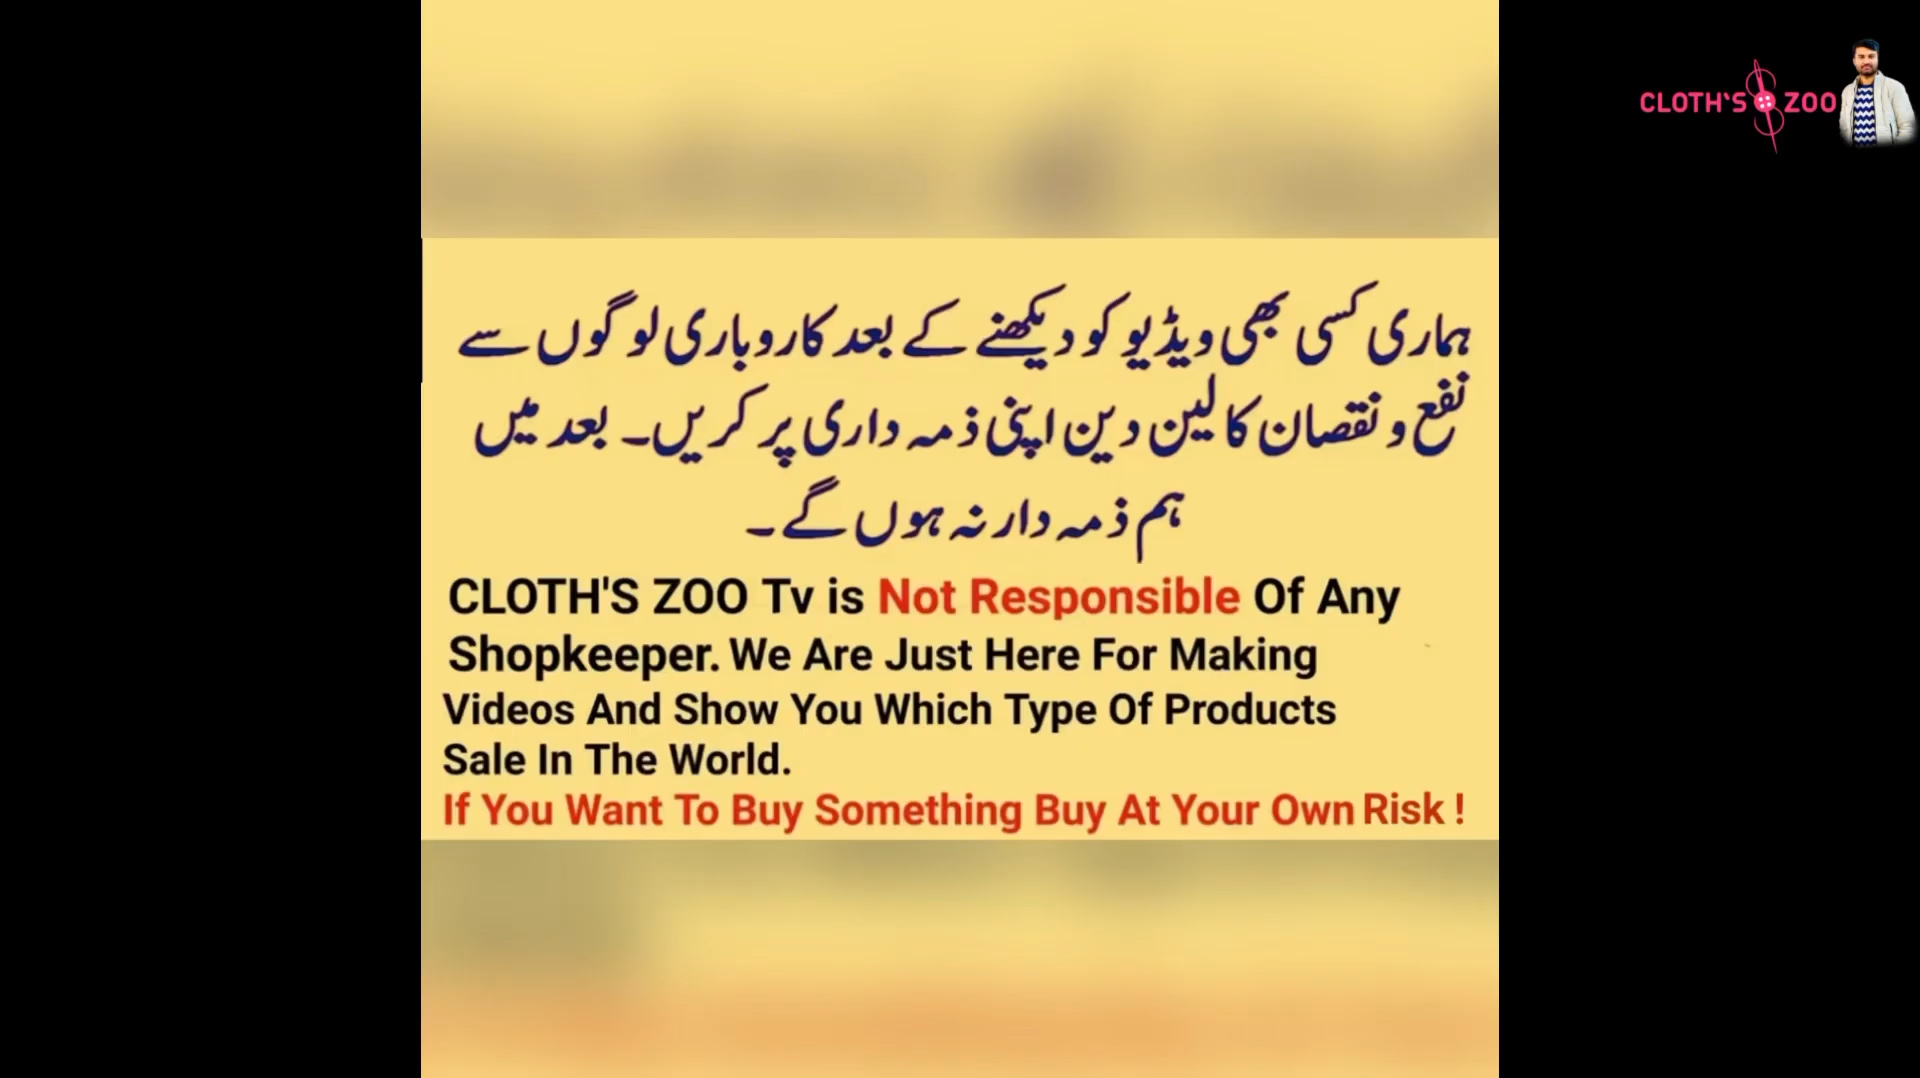 CLOTH'S ZOO
ہماری کسی بھی ویڈیو کو دیکھنے کے بعد کاروباری لوگوں سے
نفع و نقصان کا لین دین اپنی ذمہ داری پر کریں۔ بعد میں
ہم ذمہ دار نہ ہوں گے۔
CLOTH'S ZOO Tv is Not Responsible Of Any
Shopkeeper. We Are Just Here For Making
Videos And Show You Which Type Of Products
Sale In The World.
If You Want To Buy Something Buy At Your Own Risk !